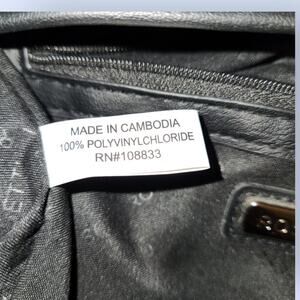 MADE IN CAMBODIA
100% POLYVINYLCHLORIDE
RN#108833